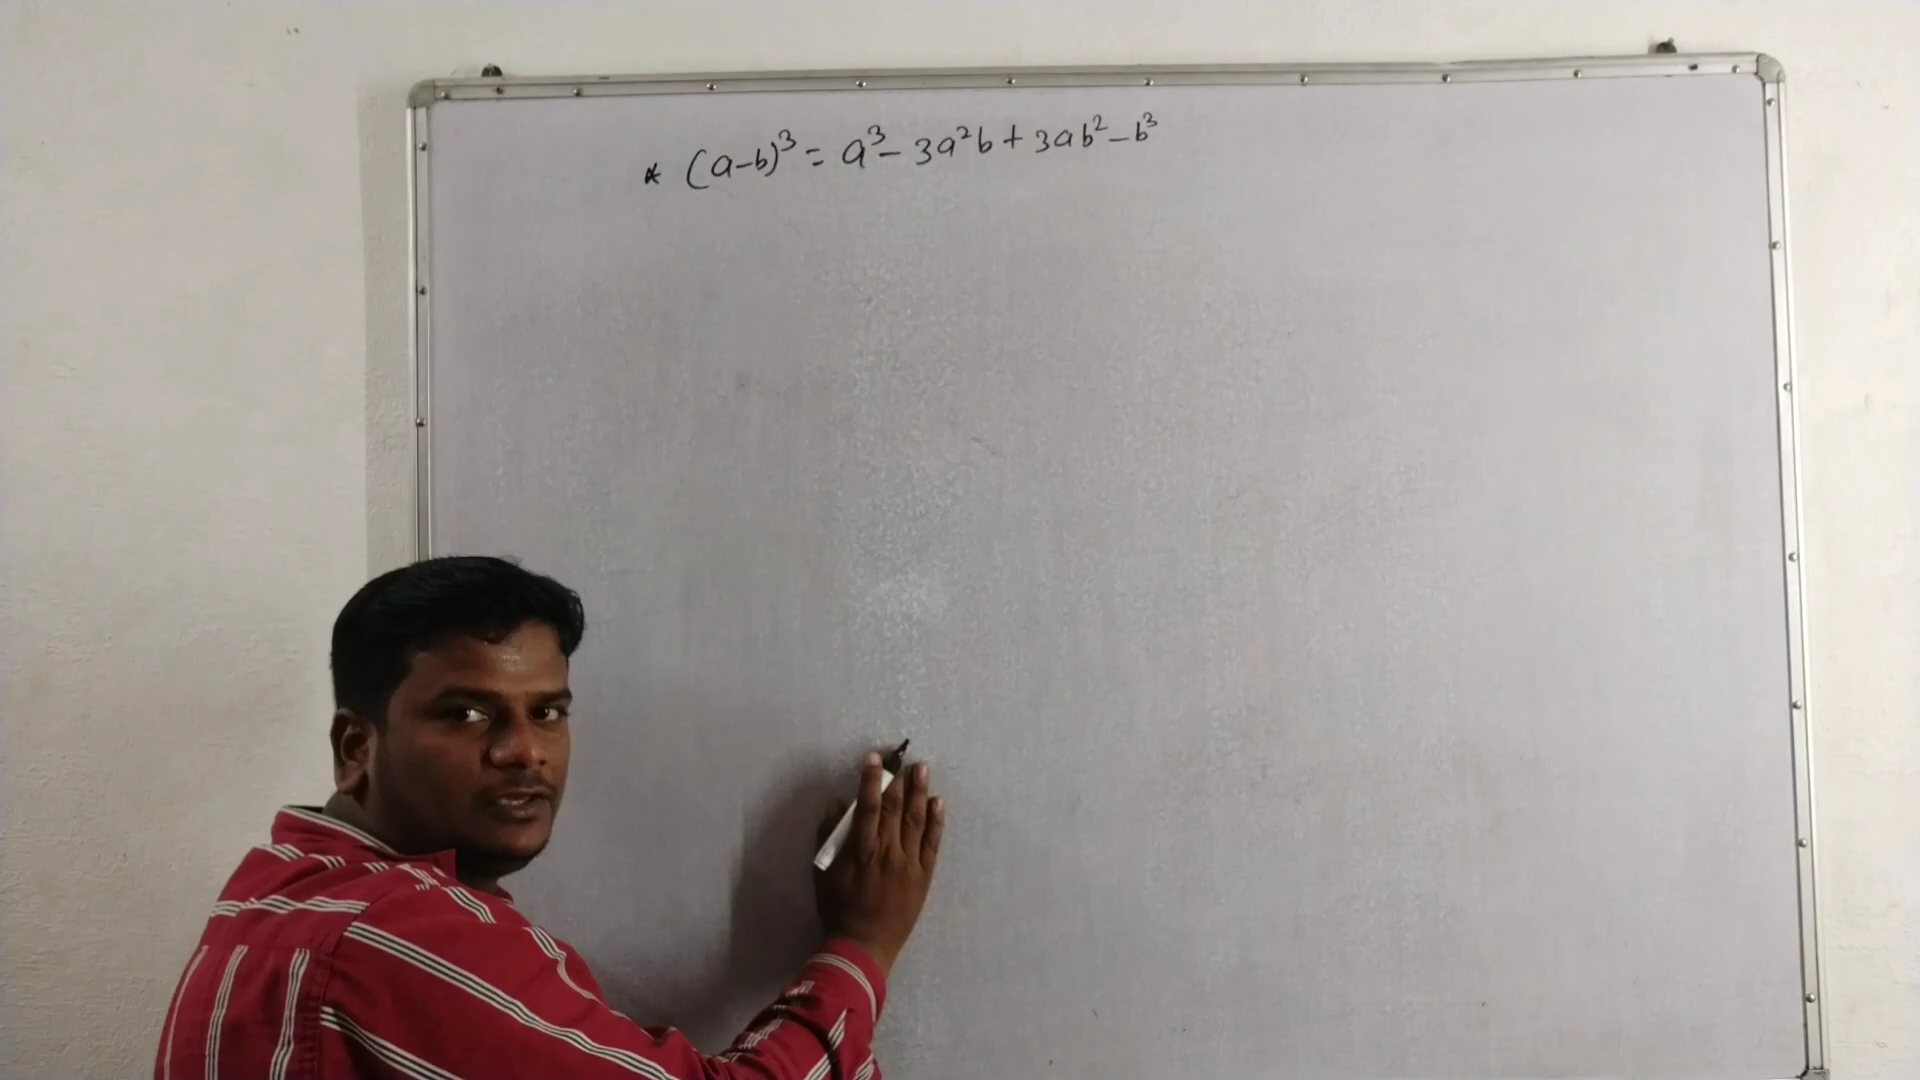 * (a-b)³ = a³ - 3a²b + 3ab² - b³